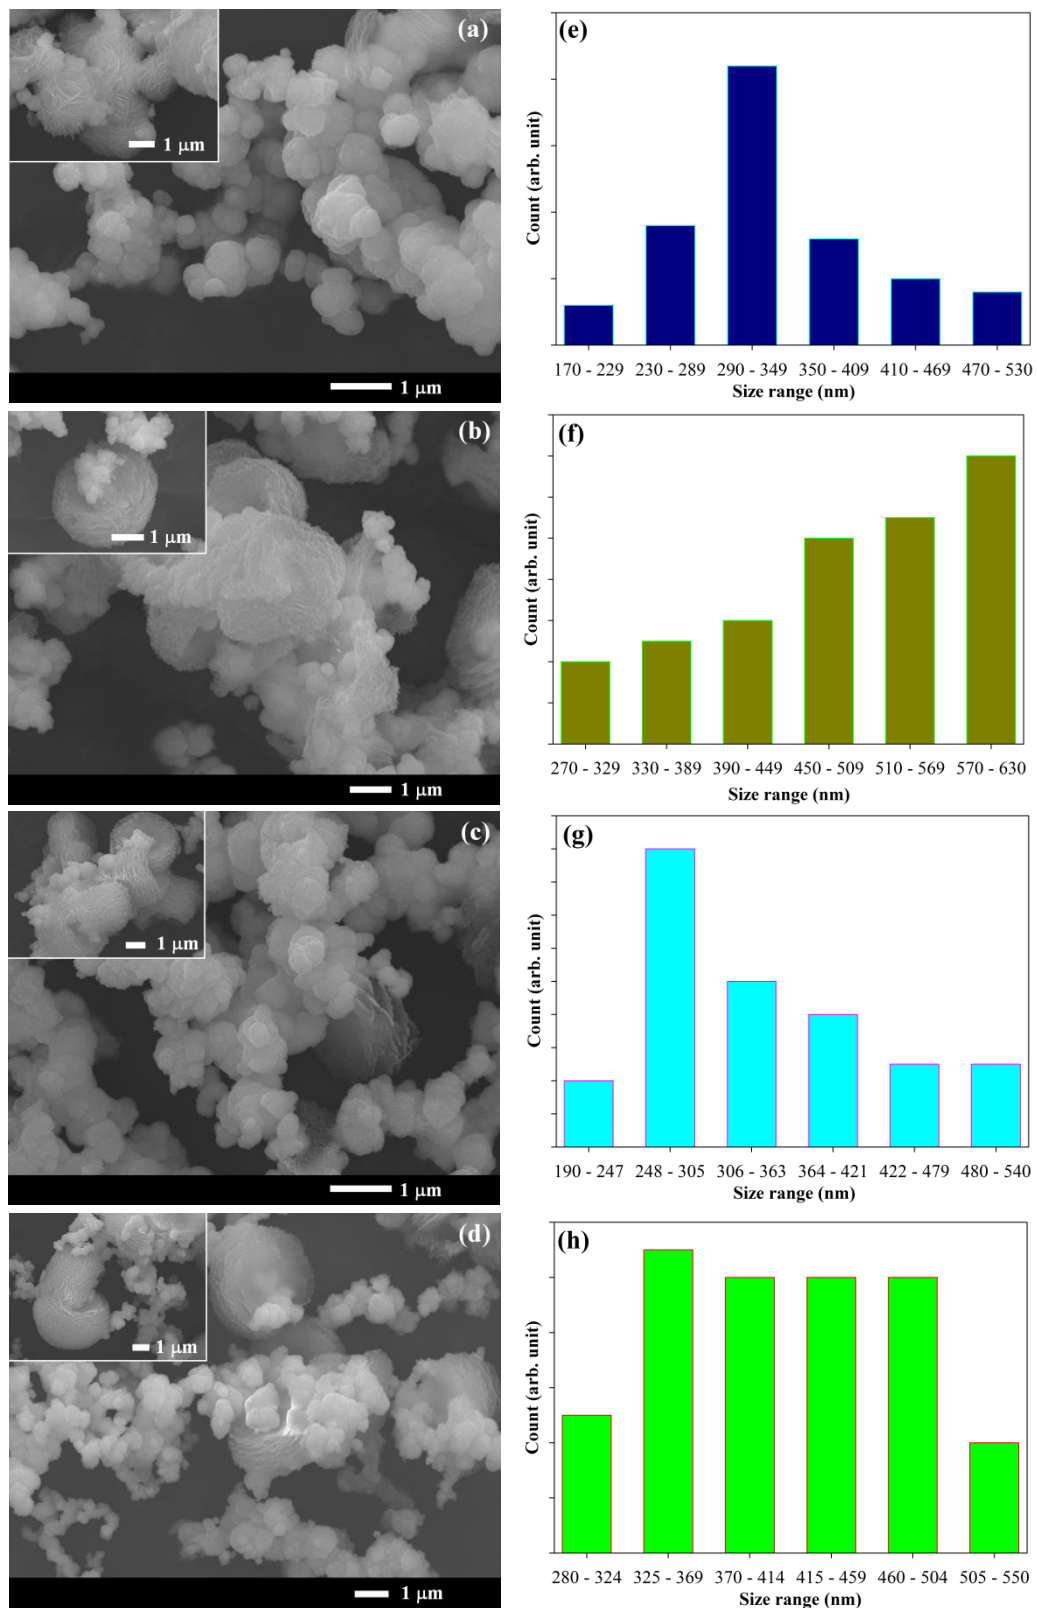 (a)
1 μm
1 μm
(e)
Count (arb. unit)
170 - 229 230 - 289 290 - 349 350 - 409 410 - 469 470 - 530
Size range (nm)
(b)
1 μm
1 μm
(f)
Count (arb. unit)
270 - 329 330 - 389 390 - 449 450 - 509 510 - 569 570 - 630
Size range (nm)
(c)
1 μm
1 μm
(g)
Count (arb. unit)
190 - 247 248 - 305 306 - 363 364 - 421 422 - 479 480 - 540
Size range (nm)
(d)
1 μm
1 μm
(h)
Count (arb. unit)
280 - 324 325 - 369 370 - 414 415 - 459 460 - 504 505 - 550
Size range (nm)